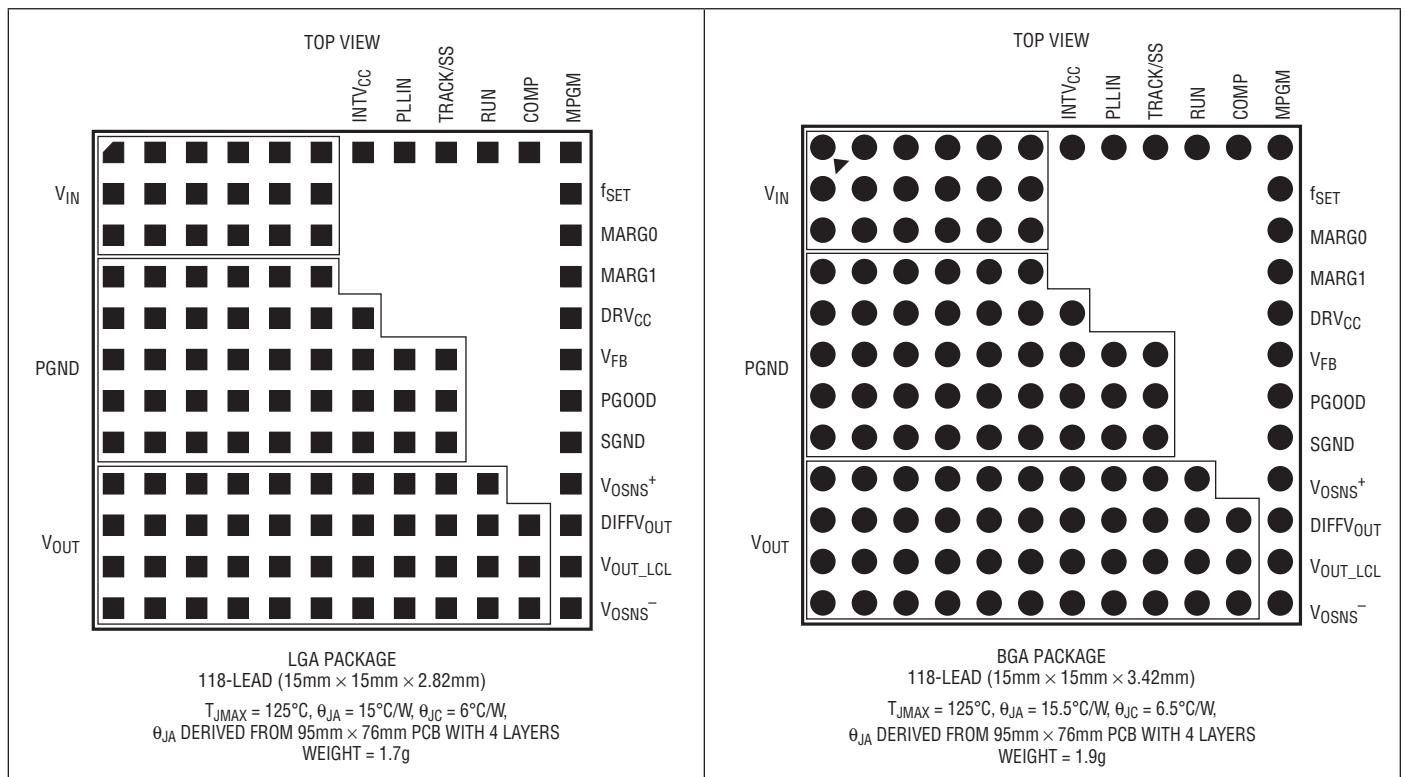 TOP VIEW
INTVCC
PLLIN
TRACK/SS
RUN
COMP
MPGM
VIN
fSET
MARG0
MARG1
DRVCC
PGND
VFB
PGOOD
SGND
VOSNS+
VOUT
DIFFVOUT
VOUT_LCL
VOSNS–
LGA PACKAGE
118-LEAD (15mm × 15mm × 2.82mm)
TJMAX = 125°C, θJA = 15°C/W, θJC = 6°C/W,
θJA DERIVED FROM 95mm × 76mm PCB WITH 4 LAYERS
WEIGHT = 1.7g
TOP VIEW
INTVCC
PLLIN
TRACK/SS
RUN
COMP
MPGM
VIN
fSET
MARG0
MARG1
DRVCC
PGND
VFB
PGOOD
SGND
VOSNS+
VOUT
DIFFVOUT
VOUT_LCL
VOSNS–
BGA PACKAGE
118-LEAD (15mm × 15mm × 3.42mm)
TJMAX = 125°C, θJA = 15.5°C/W, θJC = 6.5°C/W,
θJA DERIVED FROM 95mm × 76mm PCB WITH 4 LAYERS
WEIGHT = 1.9g